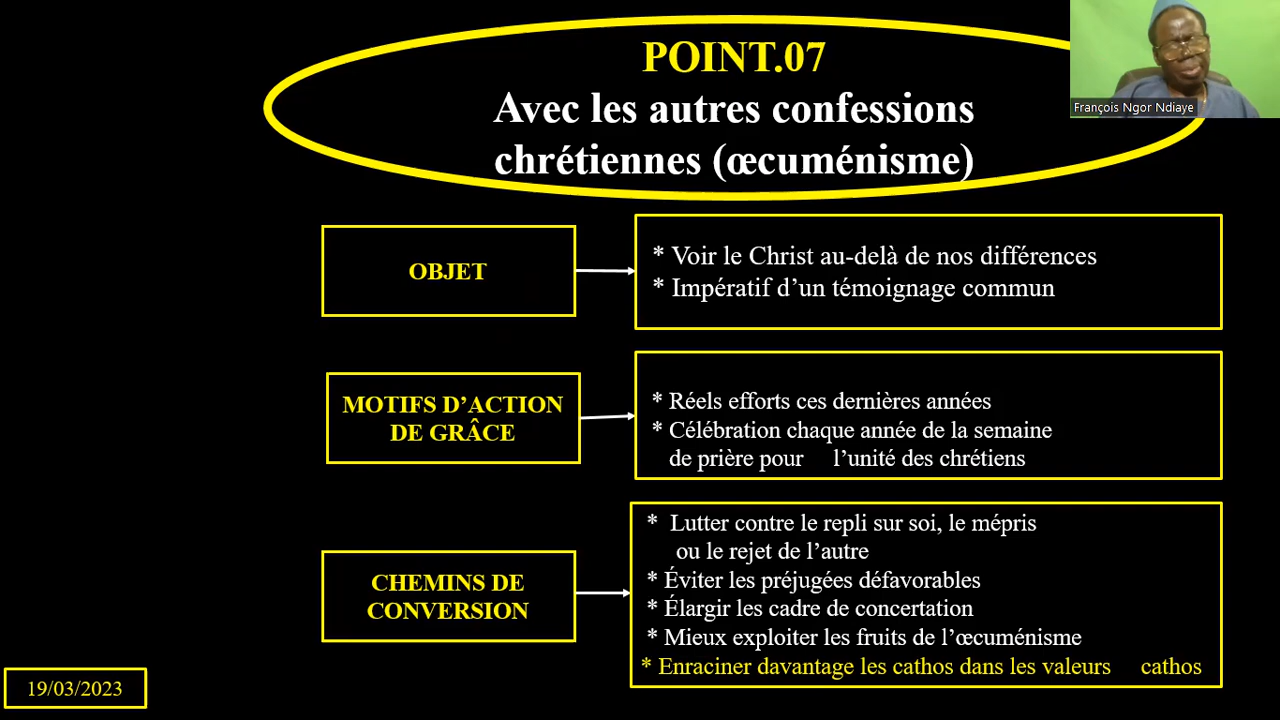 POINT.07
Avec les autres confessions
chrétiennes (œcuménisme)
François Ngor Ndiaye
OBJET
* Voir le Christ au-delà de nos différences
* Impératif d’un témoignage commun
MOTIFS D’ACTION
DE GRÂCE
* Réels efforts ces dernières années
* Célébration chaque année de la semaine
de prière pour l’unité des chrétiens
CHEMINS DE
CONVERSION
* Lutter contre le repli sur soi, le mépris
ou le rejet de l’autre
* Éviter les préjugées défavorables
* Élargir les cadre de concertation
* Mieux exploiter les fruits de l’œcuménisme
* Enraciner davantage les cathos dans les valeurs cathos
19/03/2023